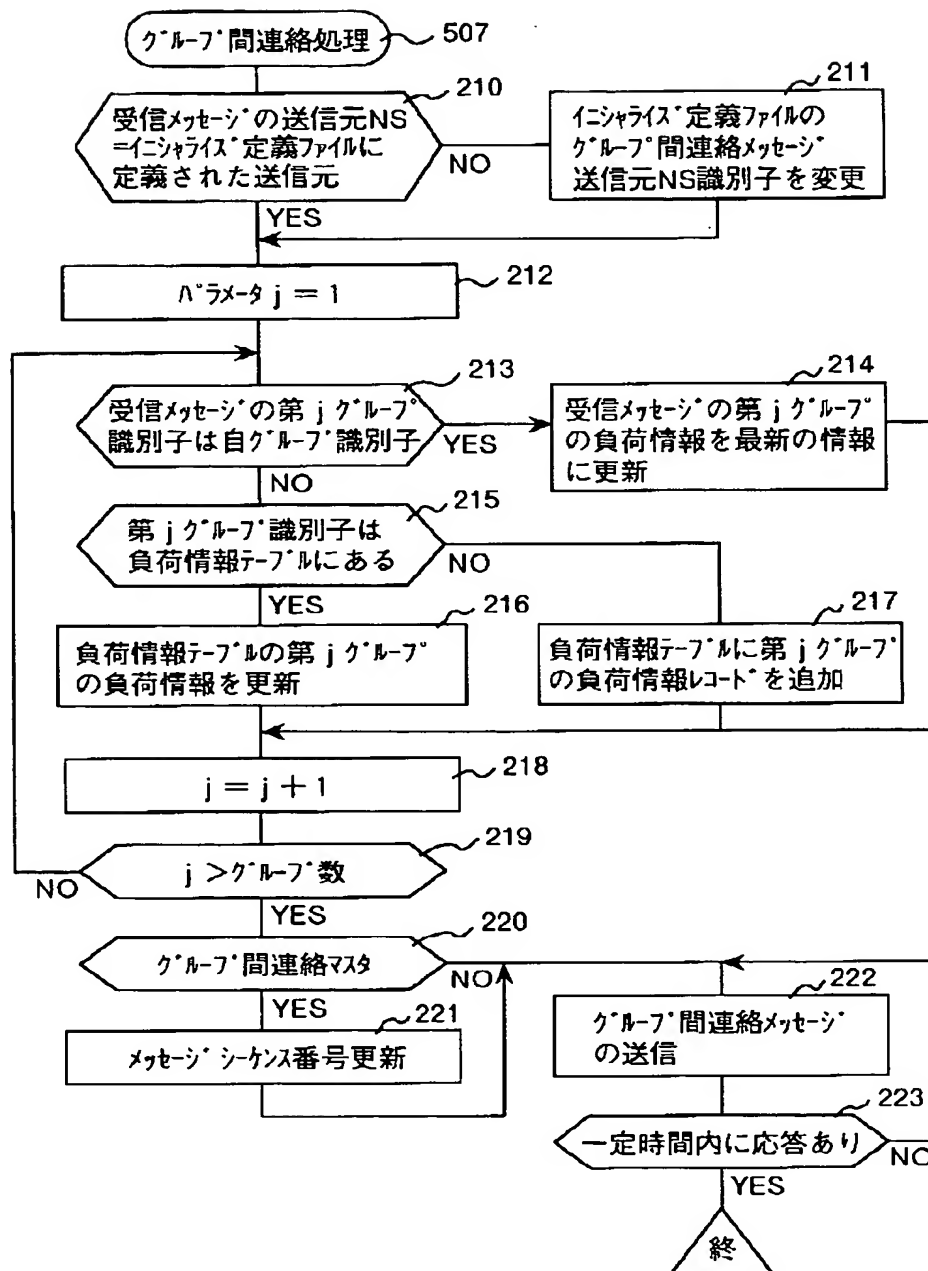 グループ間連絡処理
507
210
受信メッセージの送信元NS
=イニシャライズ定義ファイルに
定義された送信元
NO
YES
211
イニシャライズ定義ファイルの
グループ間連絡メッセージ
送信元NS識別子を変更
パラメータ j = 1
212
213
受信メッセージの第 j グループ
識別子は自グループ識別子
YES
NO
214
受信メッセージの第 j グループ
の負荷情報を最新の情報
に更新
215
第 j グループ識別子は
負荷情報テーブルにある
NO
YES
216
負荷情報テーブルの第 j グループ
の負荷情報を更新
217
負荷情報テーブルに第 j グループ
の負荷情報レコードを追加
j = j + 1
218
219
j >グループ数
NO
YES
220
グループ間連絡マスタ
NO
YES
221
メッセージシーケンス番号更新
222
グループ間連絡メッセージ
の送信
223
一定時間内に応答あり
NO
YES
終